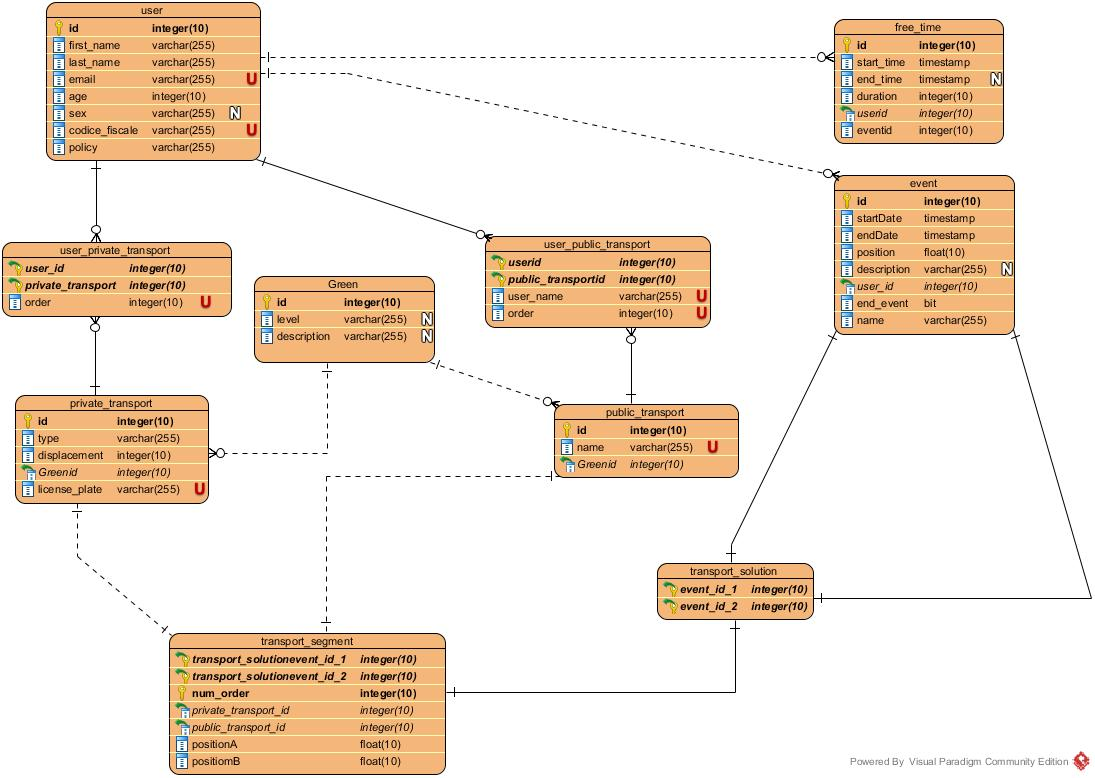 user
id integer(10)
first_name varchar(255)
last_name varchar(255)
email varchar(255) U
age integer(10)
sex varchar(255) N
codice_fiscale varchar(255) U
policy varchar(255)
free_time
id integer(10)
start_time timestamp
end_time timestamp N
duration integer(10)
userid integer(10)
eventid integer(10)
event
id integer(10)
startDate timestamp
endDate timestamp
position float(10)
description varchar(255) N
user_id integer(10)
end_event bit
name varchar(255)
user_private_transport
user_id integer(10)
private_transport integer(10)
order integer(10) U
user_public_transport
userid integer(10)
public_transportid integer(10)
user_name varchar(255) U
order integer(10) U
Green
id integer(10)
level varchar(255) N
description varchar(255) N
private_transport
id integer(10)
type varchar(255)
displacement integer(10)
Greenid integer(10)
license_plate varchar(255) U
public_transport
id integer(10)
name varchar(255) U
Greenid integer(10)
transport_solution
event_id_1 integer(10)
event_id_2 integer(10)
transport_segment
transport_solutionevent_id_1 integer(10)
transport_solutionevent_id_2 integer(10)
num_order integer(10)
private_transport_id integer(10)
public_transport_id integer(10)
positionA float(10)
positiomB float(10)
Powered By Visual Paradigm Community Edition